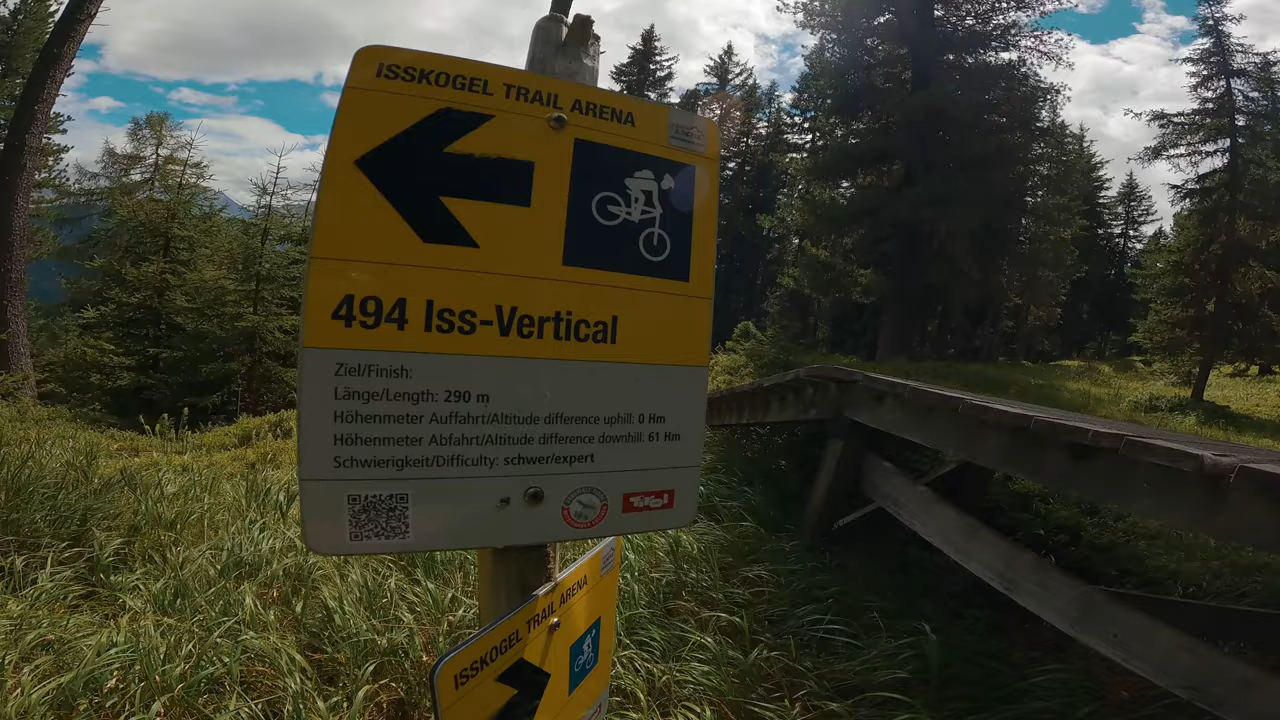 ISSKOGEL TRAIL ARENA
494 Iss-Vertical
Ziel/Finish:
Länge/Length: 290 m
Höhenmeter Auffahrt/Altitude difference uphill: 0 Hm
Höhenmeter Abfahrt/Altitude difference downhill: 61 Hm
Schwierigkeit/Difficulty: schwer/expert
Tirol
ISSKOGEL TRAIL ARENA